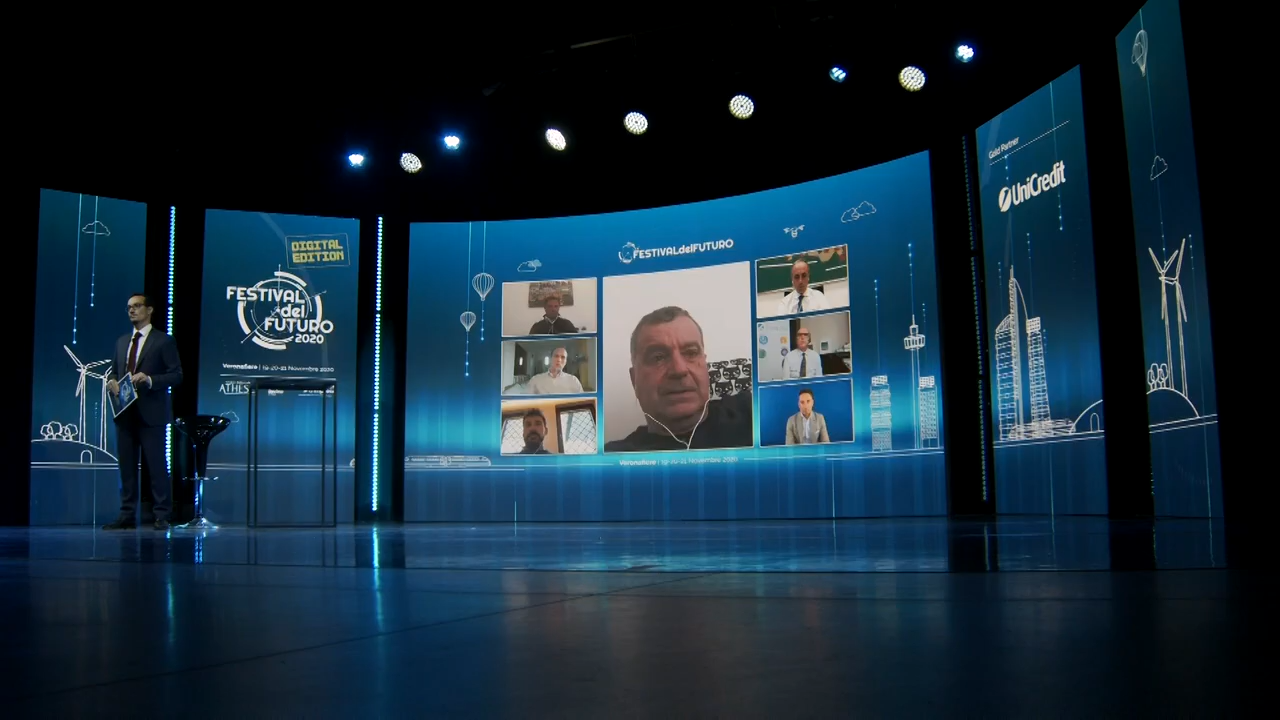 DIGITAL
EDITION
FESTIVAL
del
FUTURO
2020
Veronafiere | 19-20-21 Novembre 2020
FESTIVALdelFUTURO
Veronafiere | 19-20-21 Novembre 2020
Gold Partner
UniCredit